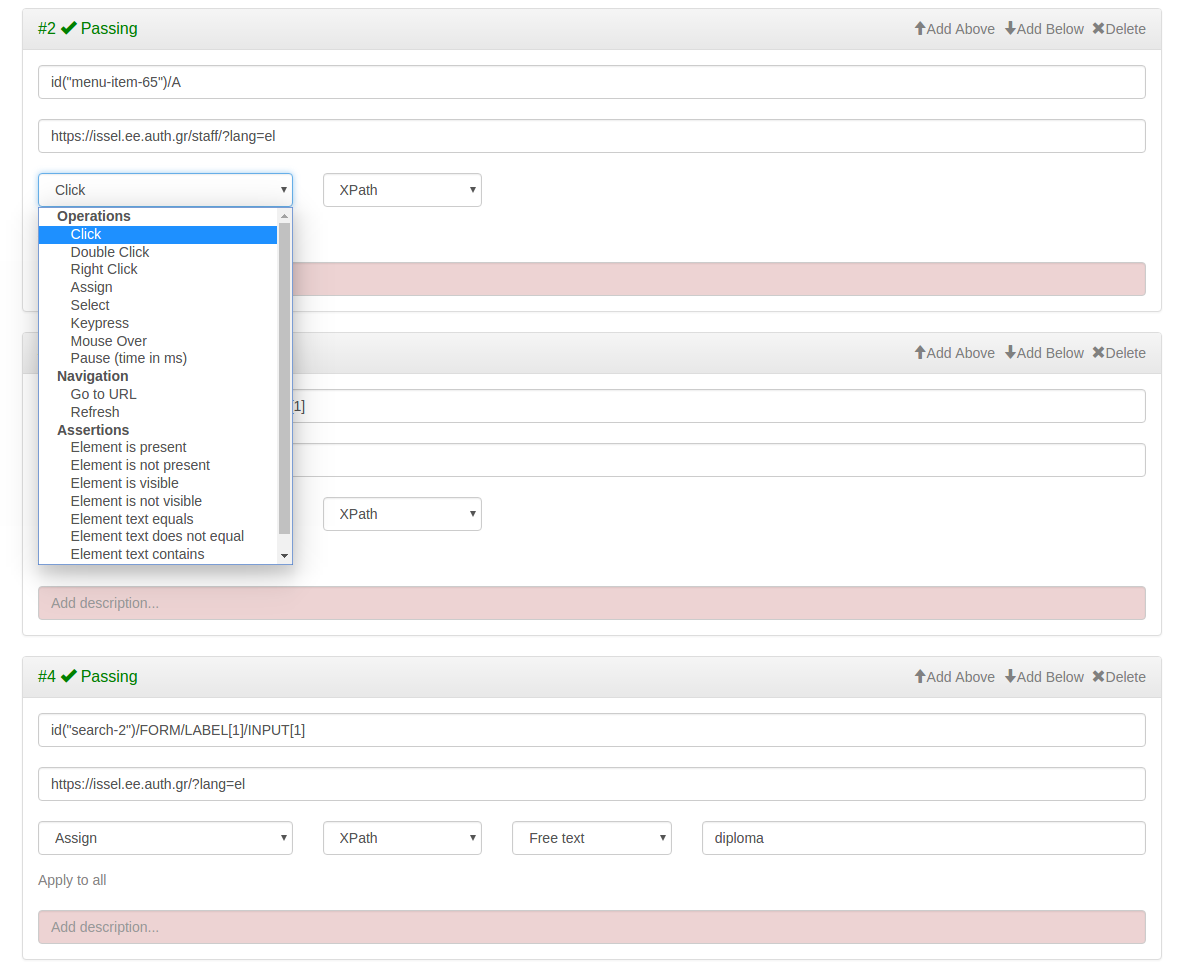 #2 Passing Add Above Add Below Delete
id("menu-item-65")/A
https://issel.ee.auth.gr/staff/?lang=el
Click XPath
Operations
Click
Double Click
Right Click
Assign
Select
Keypress
Mouse Over
Pause (time in ms)
Navigation
Go to URL
Refresh
Assertions
Element is present
Element is not present
Element is visible
Element is not visible
Element text equals
Element text does not equal
Element text contains
Add Above Add Below Delete
[1]
XPath
Add description...
#4 Passing Add Above Add Below Delete
id("search-2")/FORM/LABEL[1]/INPUT[1]
https://issel.ee.auth.gr/?lang=el
Assign XPath Free text diploma
Apply to all
Add description...